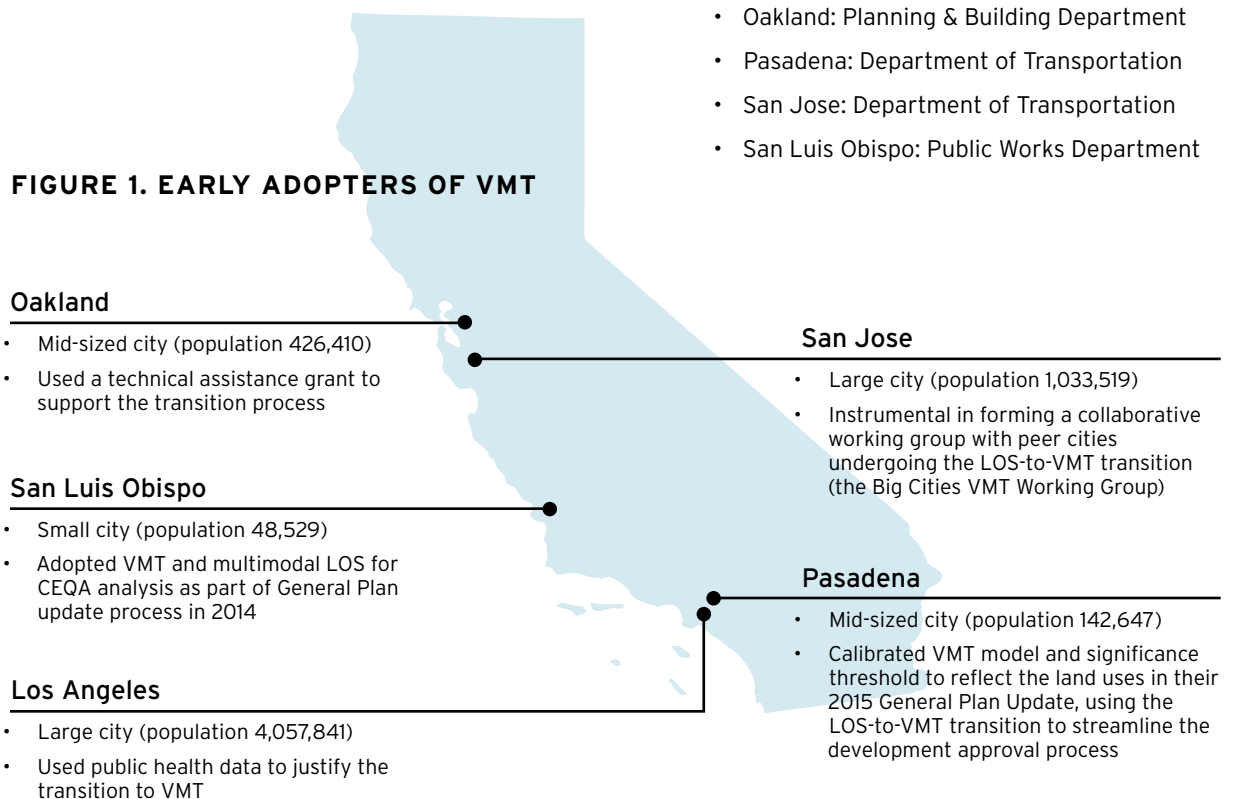 • Oakland: Planning & Building Department
• Pasadena: Department of Transportation
• San Jose: Department of Transportation
• San Luis Obispo: Public Works Department
FIGURE 1. EARLY ADOPTERS OF VMT
Oakland
• Mid-sized city (population 426,410)
• Used a technical assistance grant to
support the transition process
San Luis Obispo
• Small city (population 48,529)
• Adopted VMT and multimodal LOS for
CEQA analysis as part of General Plan
update process in 2014
Los Angeles
• Large city (population 4,057,841)
• Used public health data to justify the
transition to VMT
San Jose
• Large city (population 1,033,519)
• Instrumental in forming a collaborative
working group with peer cities
undergoing the LOS-to-VMT transition
(the Big Cities VMT Working Group)
Pasadena
• Mid-sized city (population 142,647)
• Calibrated VMT model and significance
threshold to reflect the land uses in their
2015 General Plan Update, using the
LOS-to-VMT transition to streamline the
development approval process